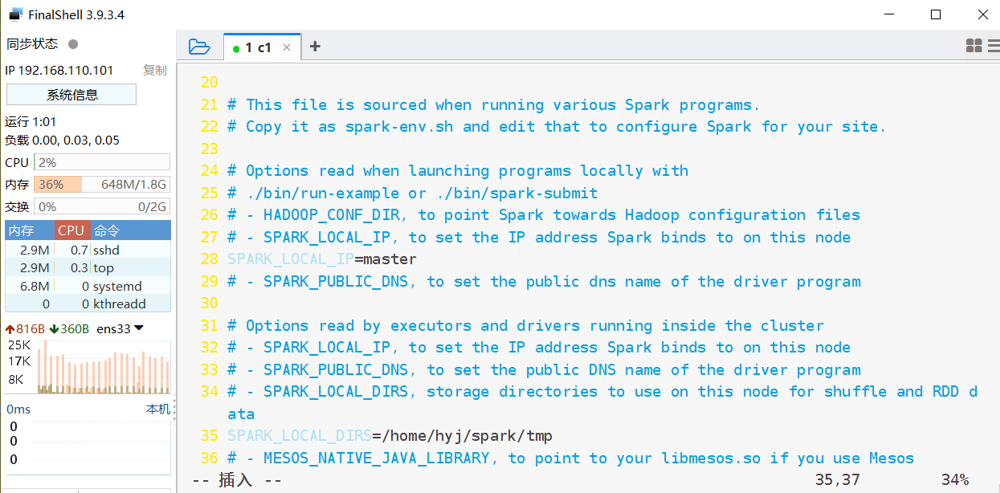 FinalShell 3.9.3.4
同步状态
IP 192.168.110.101 复制
系统信息
运行 1:01
负载 0.00, 0.03, 0.05
CPU 2%
内存 36% 648M/1.8G
交换 0% 0/2G
内存 CPU 命令
2.9M 0.7 sshd
2.9M 0.3 top
6.8M 0 systemd
0 0 kthreadd
816B 360B ens33
25K
17K
8K
0ms 本机
0
0
0
1 c1
20
21 # This file is sourced when running various Spark programs.
22 # Copy it as spark-env.sh and edit that to configure Spark for your site.
23
24 # Options read when launching programs locally with
25 # ./bin/run-example or ./bin/spark-submit
26 # - HADOOP_CONF_DIR, to point Spark towards Hadoop configuration files
27 # - SPARK_LOCAL_IP, to set the IP address Spark binds to on this node
28 SPARK_LOCAL_IP=master
29 # - SPARK_PUBLIC_DNS, to set the public dns name of the driver program
30
31 # Options read by executors and drivers running inside the cluster
32 # - SPARK_LOCAL_IP, to set the IP address Spark binds to on this node
33 # - SPARK_PUBLIC_DNS, to set the public DNS name of the driver program
34 # - SPARK_LOCAL_DIRS, storage directories to use on this node for shuffle and RDD d
ata
35 SPARK_LOCAL_DIRS=/home/hyj/spark/tmp
36 # - MESOS_NATIVE_JAVA_LIBRARY, to point to your libmesos.so if you use Mesos
-- 插入 -- 35,37 34%